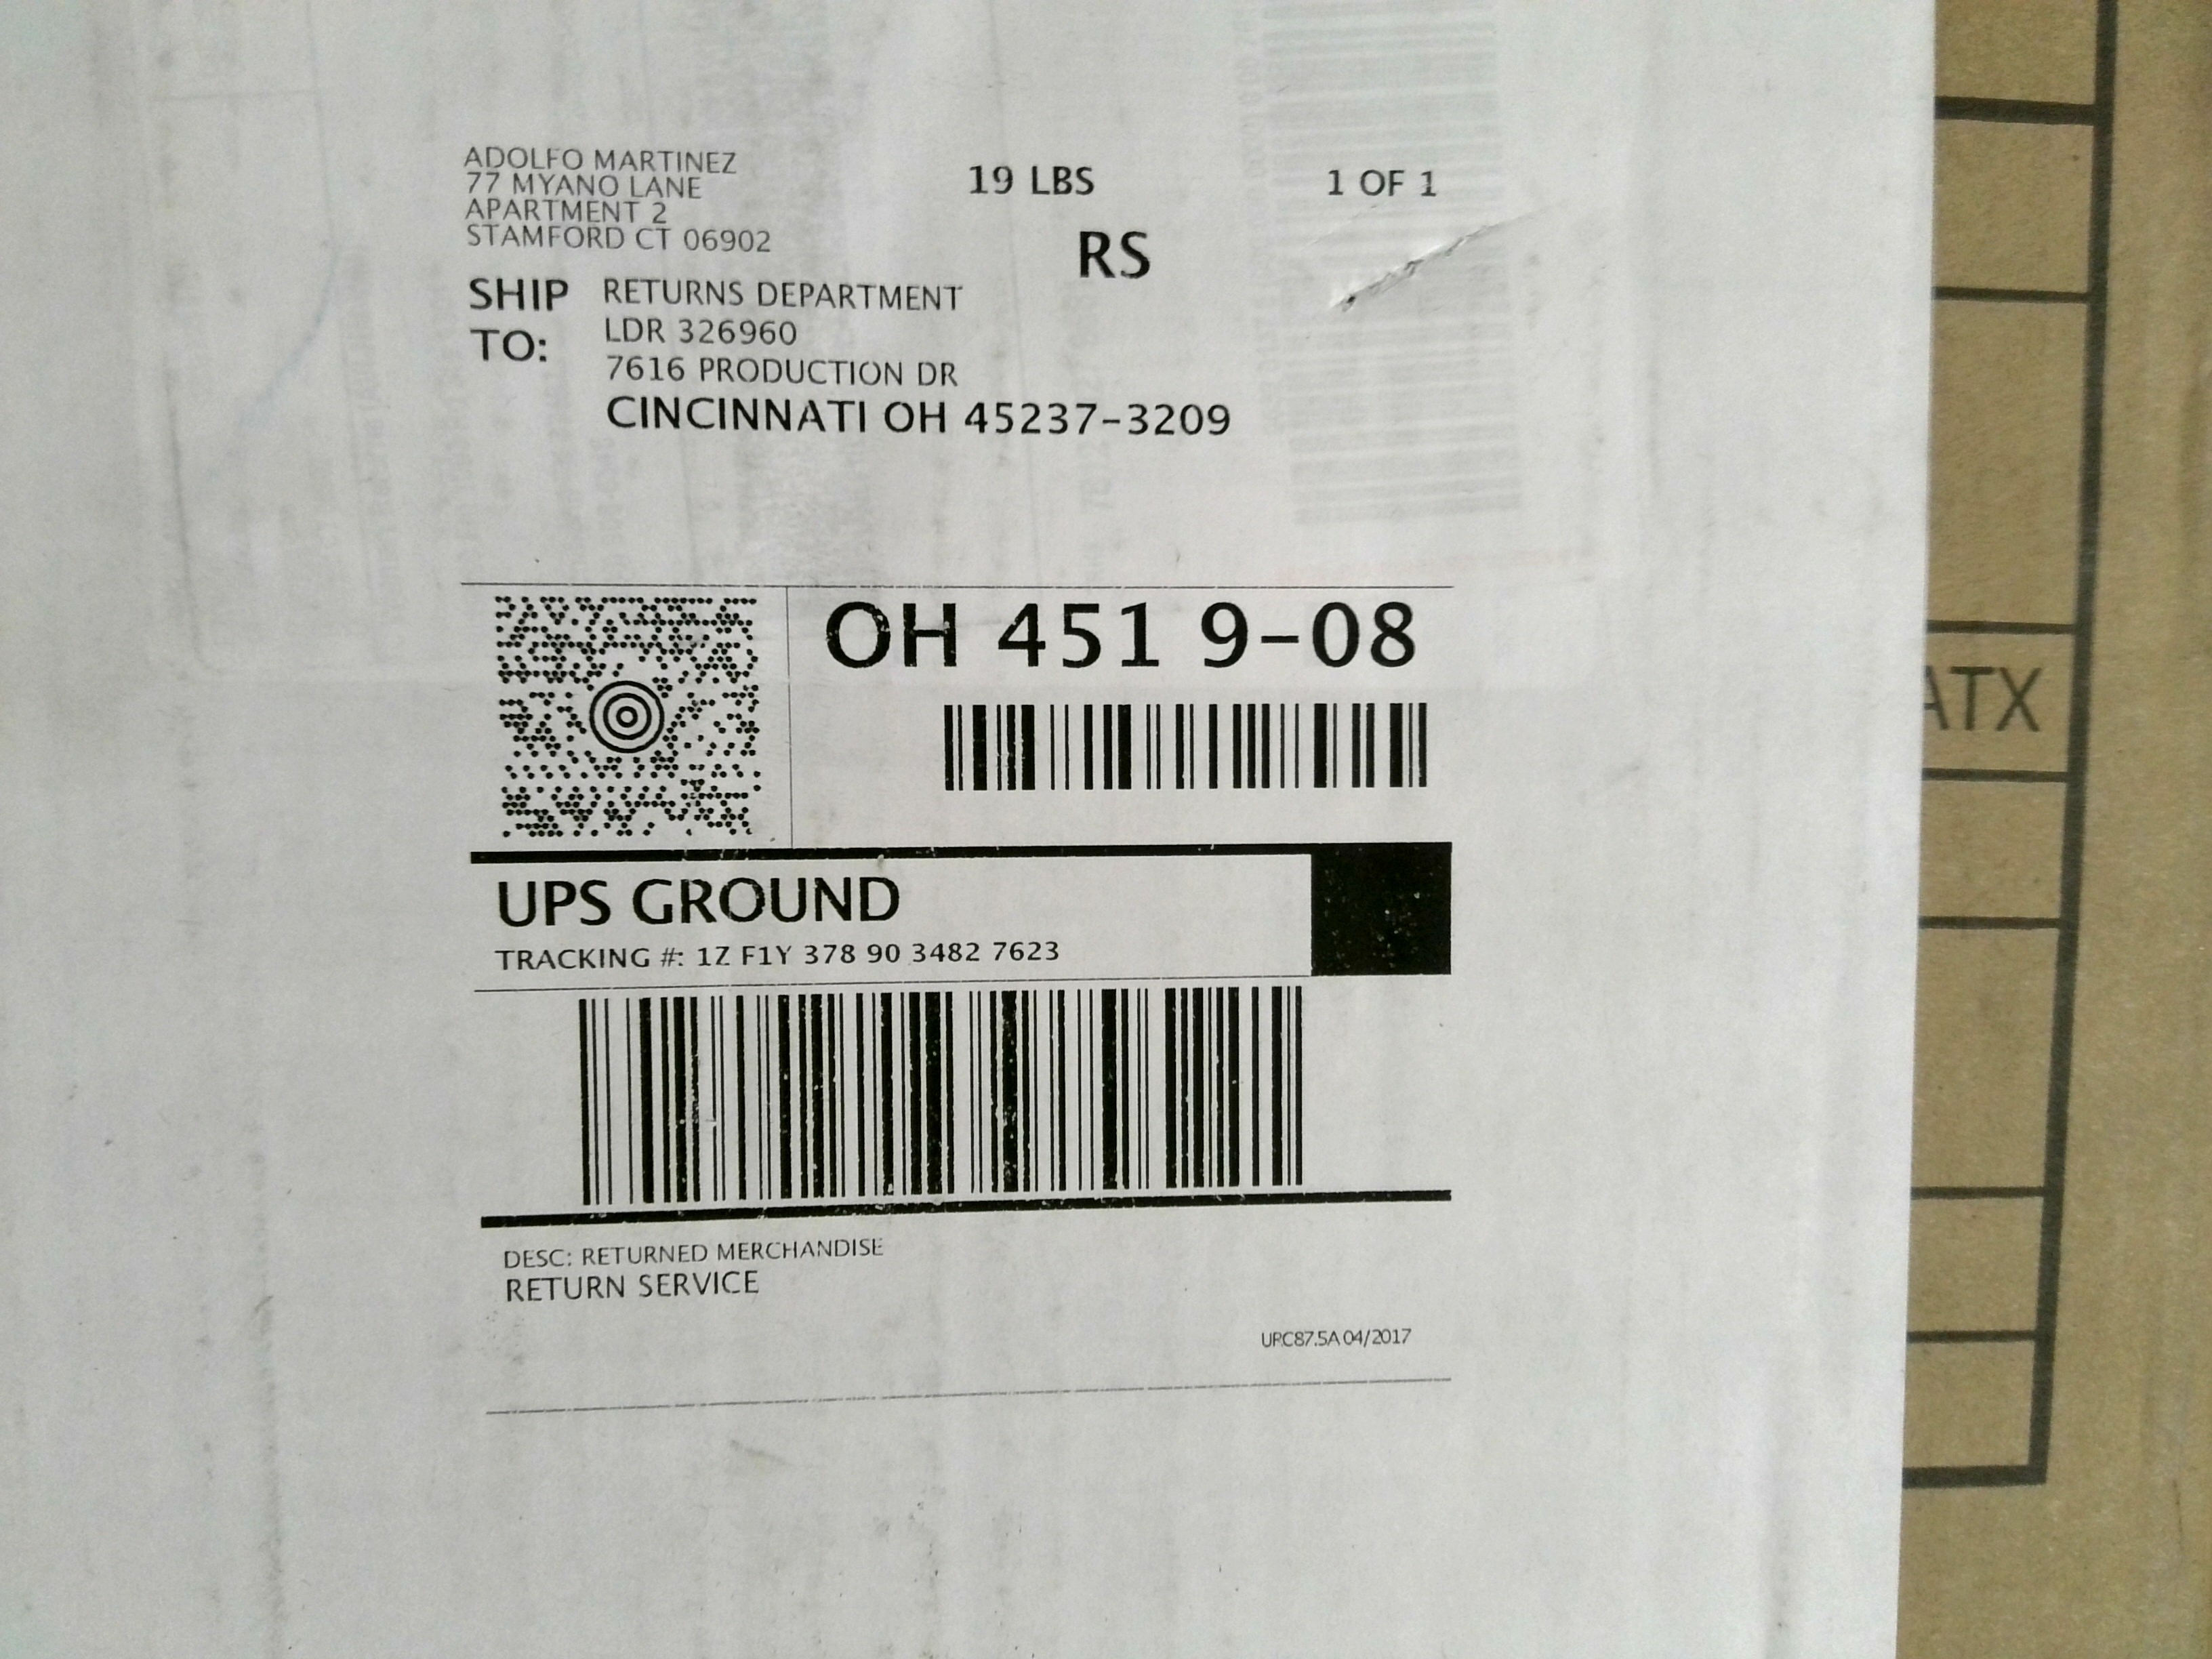 ADOLFO MARTINEZ
77 MYANO LANE
APARTMENT 2
STAMFORD CT 06902
19 LBS
1 OF 1
RS
SHIP TO:
RETURNS DEPARTMENT
LDR 326960
7616 PRODUCTION DR
CINCINNATI OH 45237-3209
OH 451 9-08
UPS GROUND
TRACKING #: 1Z F1Y 378 90 3482 7623
DESC: RETURNED MERCHANDISE
RETURN SERVICE
URC87.5A 04/2017
ATX